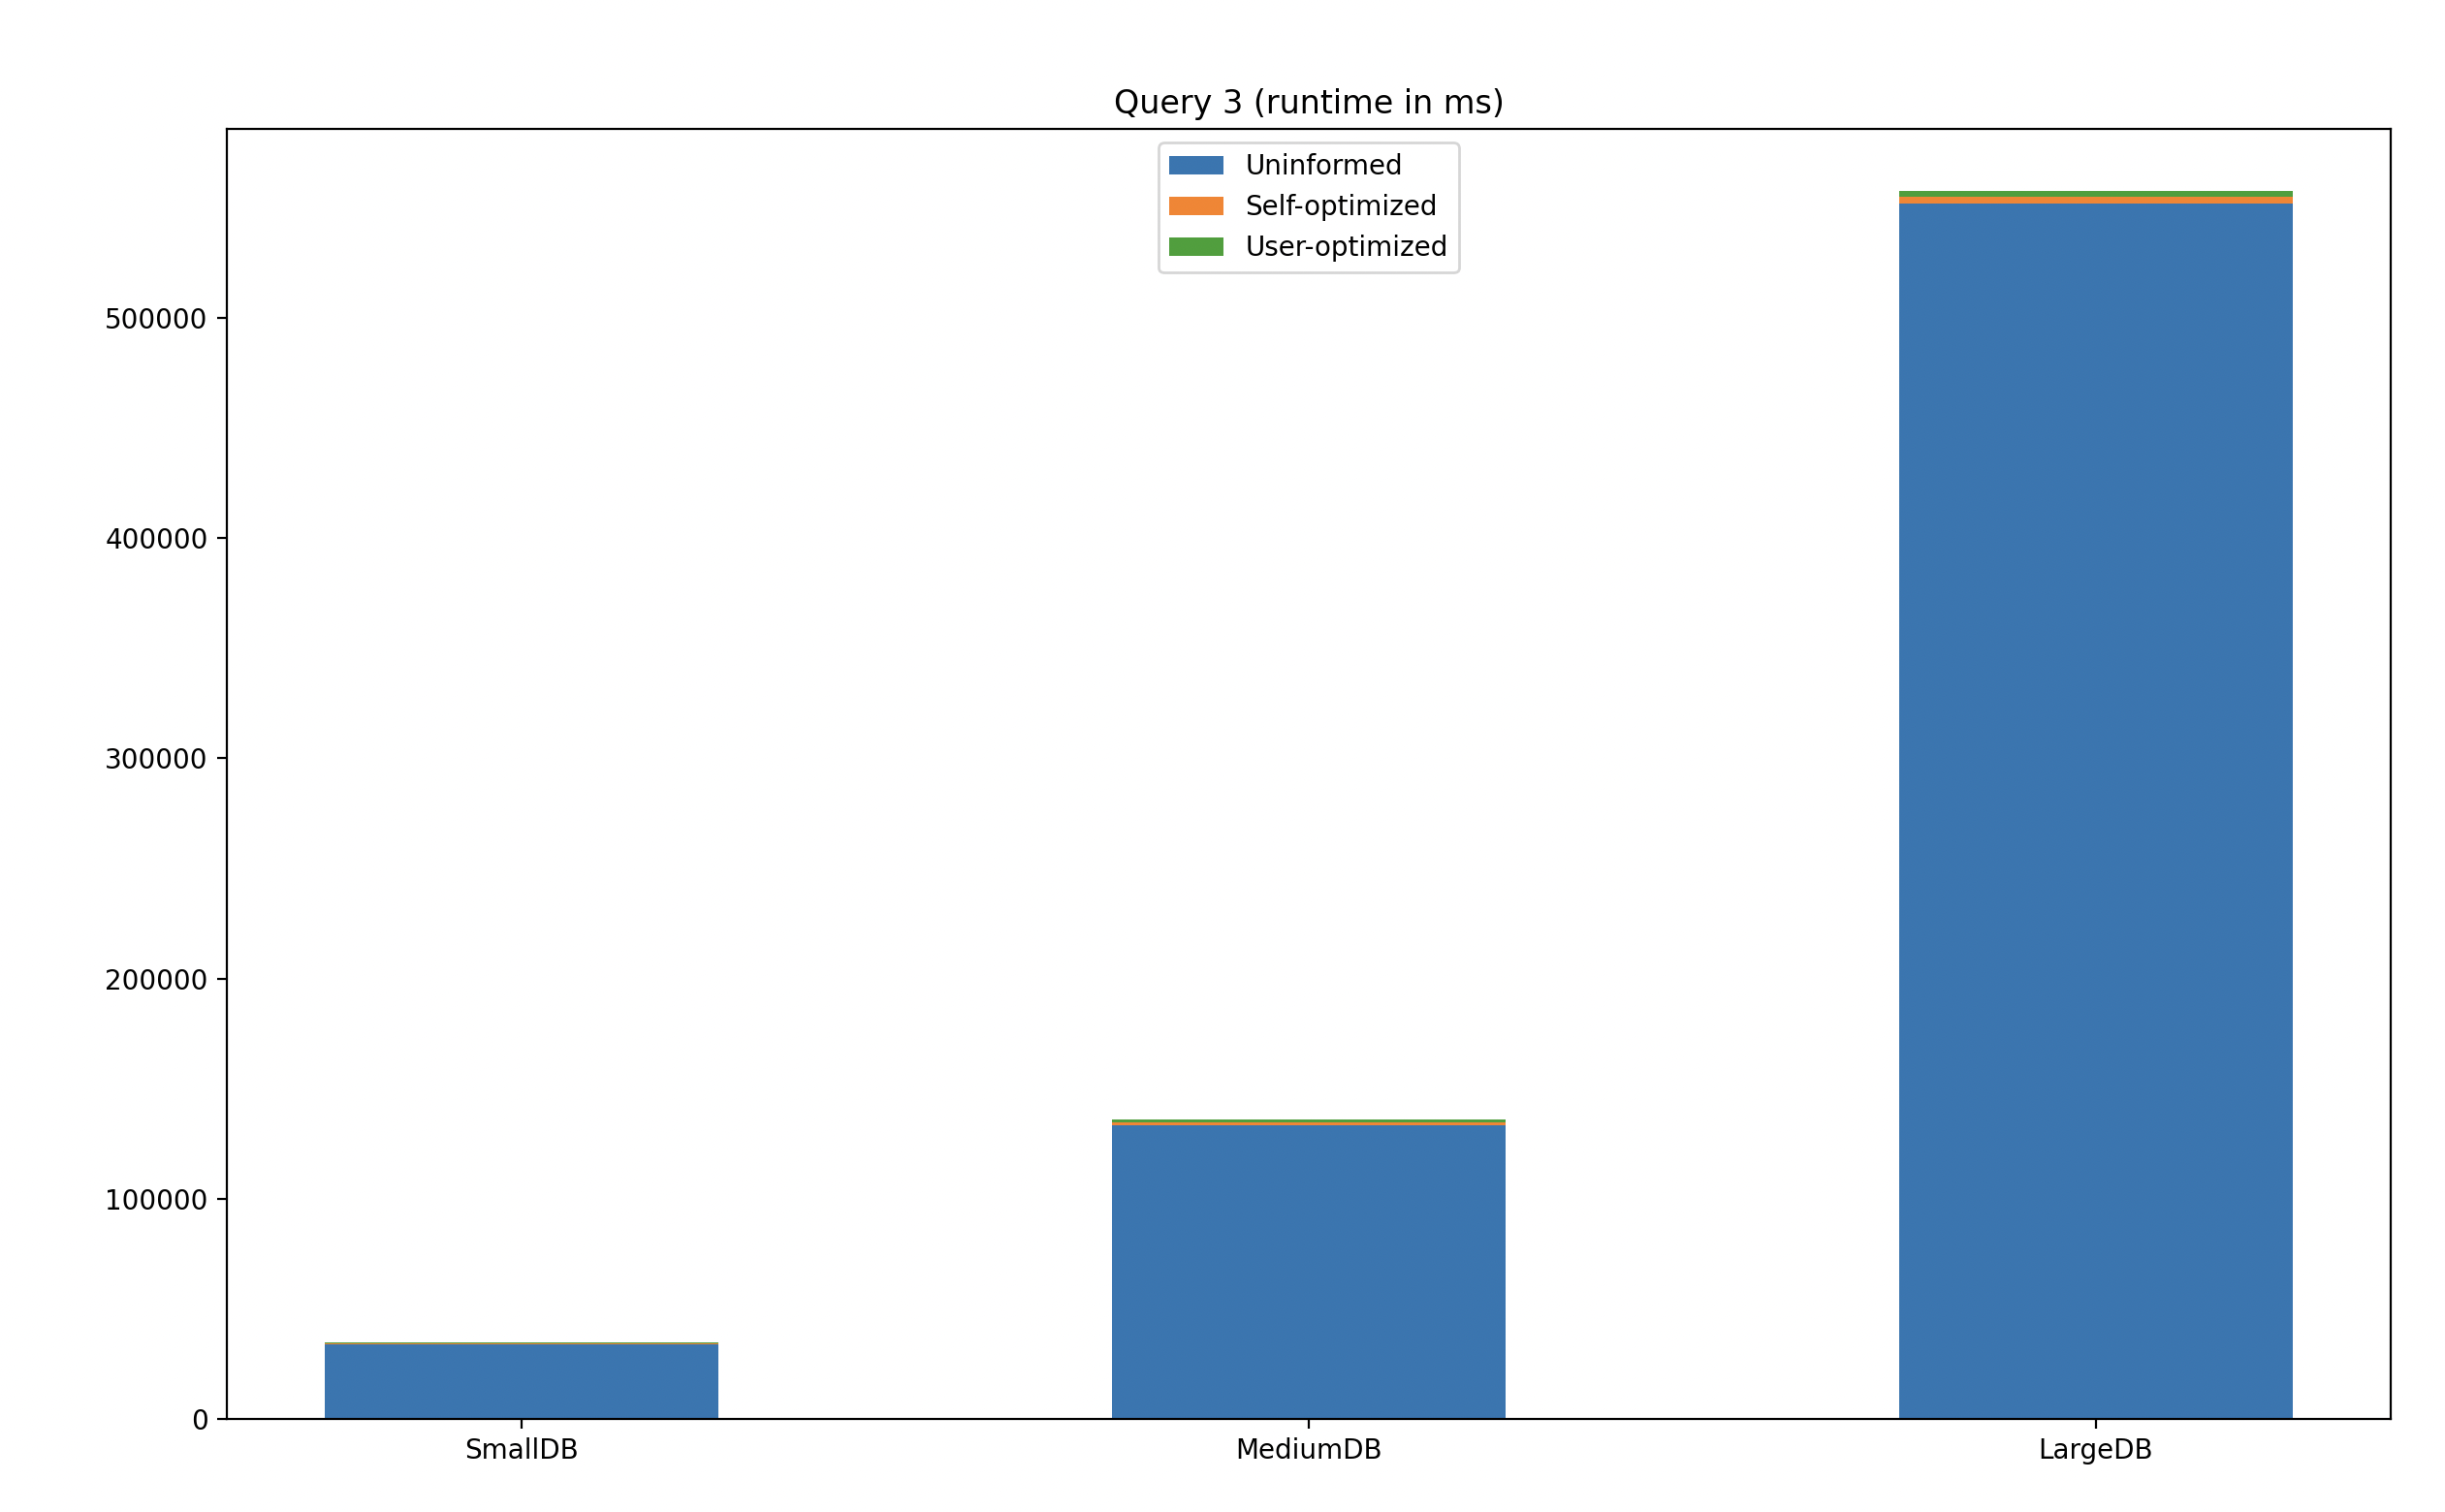 Query 3 (runtime in ms)
Uninformed
Self-optimized
User-optimized
500000
400000
300000
200000
100000
0
SmallDB
MediumDB
LargeDB